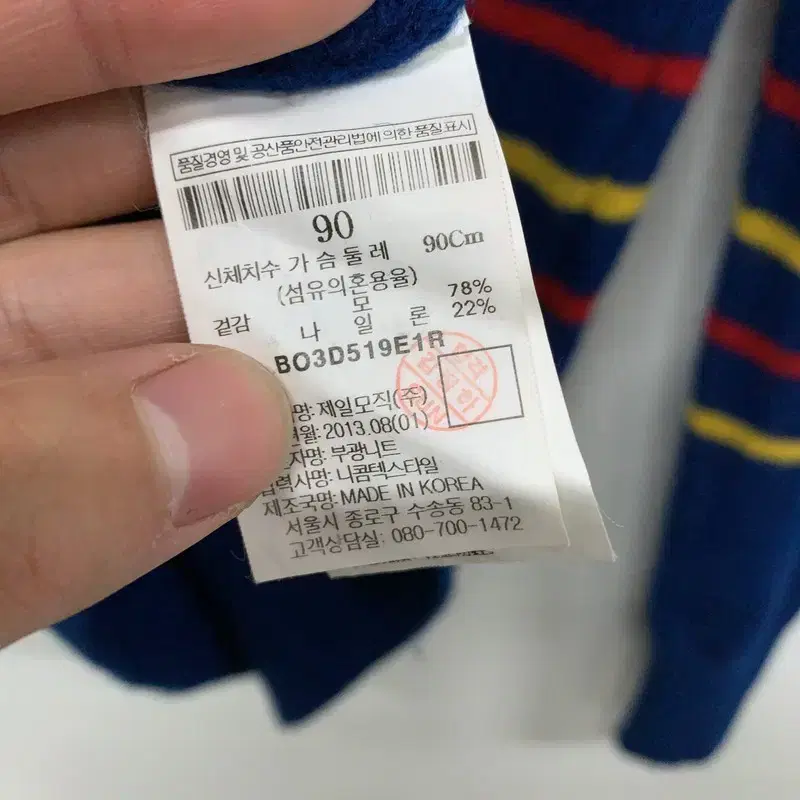 품질경영 및 공산품안전관리법에 의한 품질표시
90
신체치수 가슴둘레 90Cm
(섬유의혼용율)
겉감 모 78%
나일론 22%
BO3D519E1R
명: 제일모직(주)
월: 2013.08(01)
자명: 부광니트
협력사명: 니콤텍스타일
제조국명: MADE IN KOREA
서울시 종로구 수송동 83-1
고객상담실: 080-700-1472